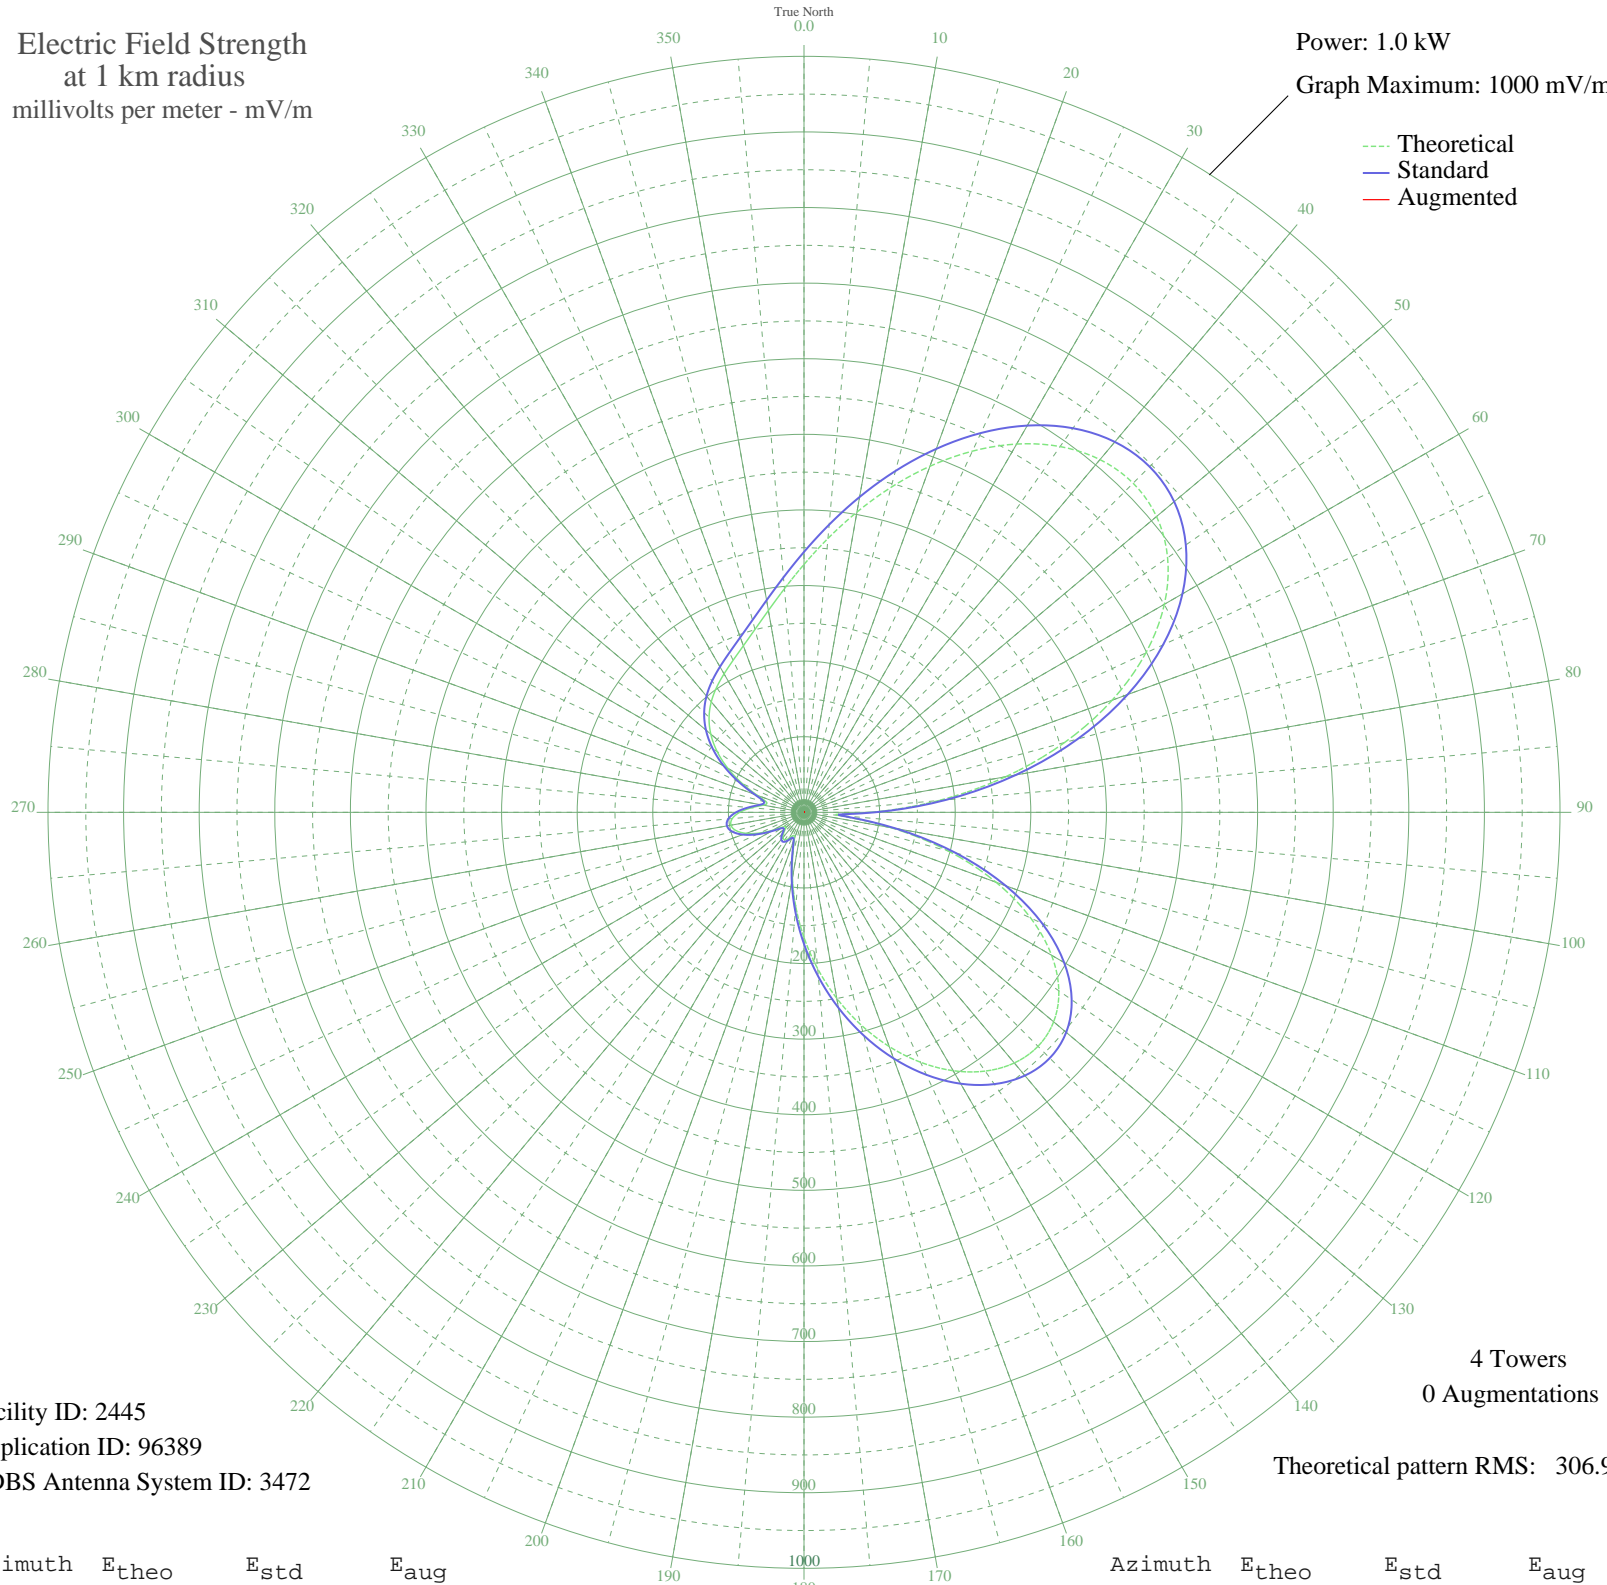 True North
Electric Field Strength
at 1 km radius
millivolts per meter - mV/m
Power: 1.0 kW
Graph Maximum: 1000 mV/m
Theoretical
Standard
Augmented
0.0
10
20
30
40
50
60
70
80
90
100
110
120
130
140
150
160
170
190
200
210
220
230
240
250
260
270
280
290
300
310
320
330
340
350
200
300
400
500
600
700
800
900
1000
4 Towers
0 Augmentations
Theoretical pattern RMS: 306.9
cility ID: 2445
plication ID: 96389
DBS Antenna System ID: 3472
imuth Etheo Estd Eaug
Azimuth Etheo Estd Eaug